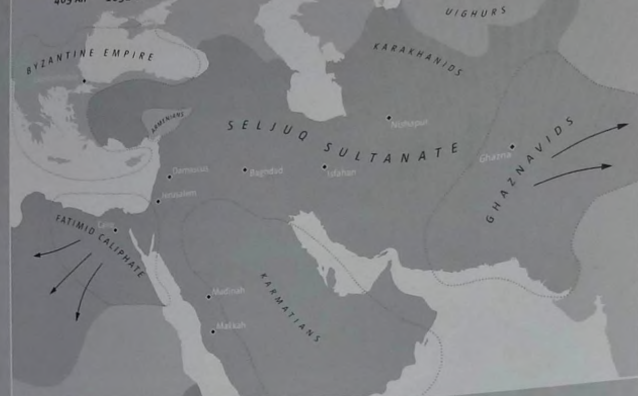 UIGHURS
BYZANTINE EMPIRE
KARAKHANIDS
ARMENIANS
SELJUQ SULTANATE
Nishapur
GHAZNAVIDS
Ghazna
Damascus
Baghdad
Isfahan
Jerusalem
FATIMID CALIPHATE
Madinah
KARMATIANS
Makkah